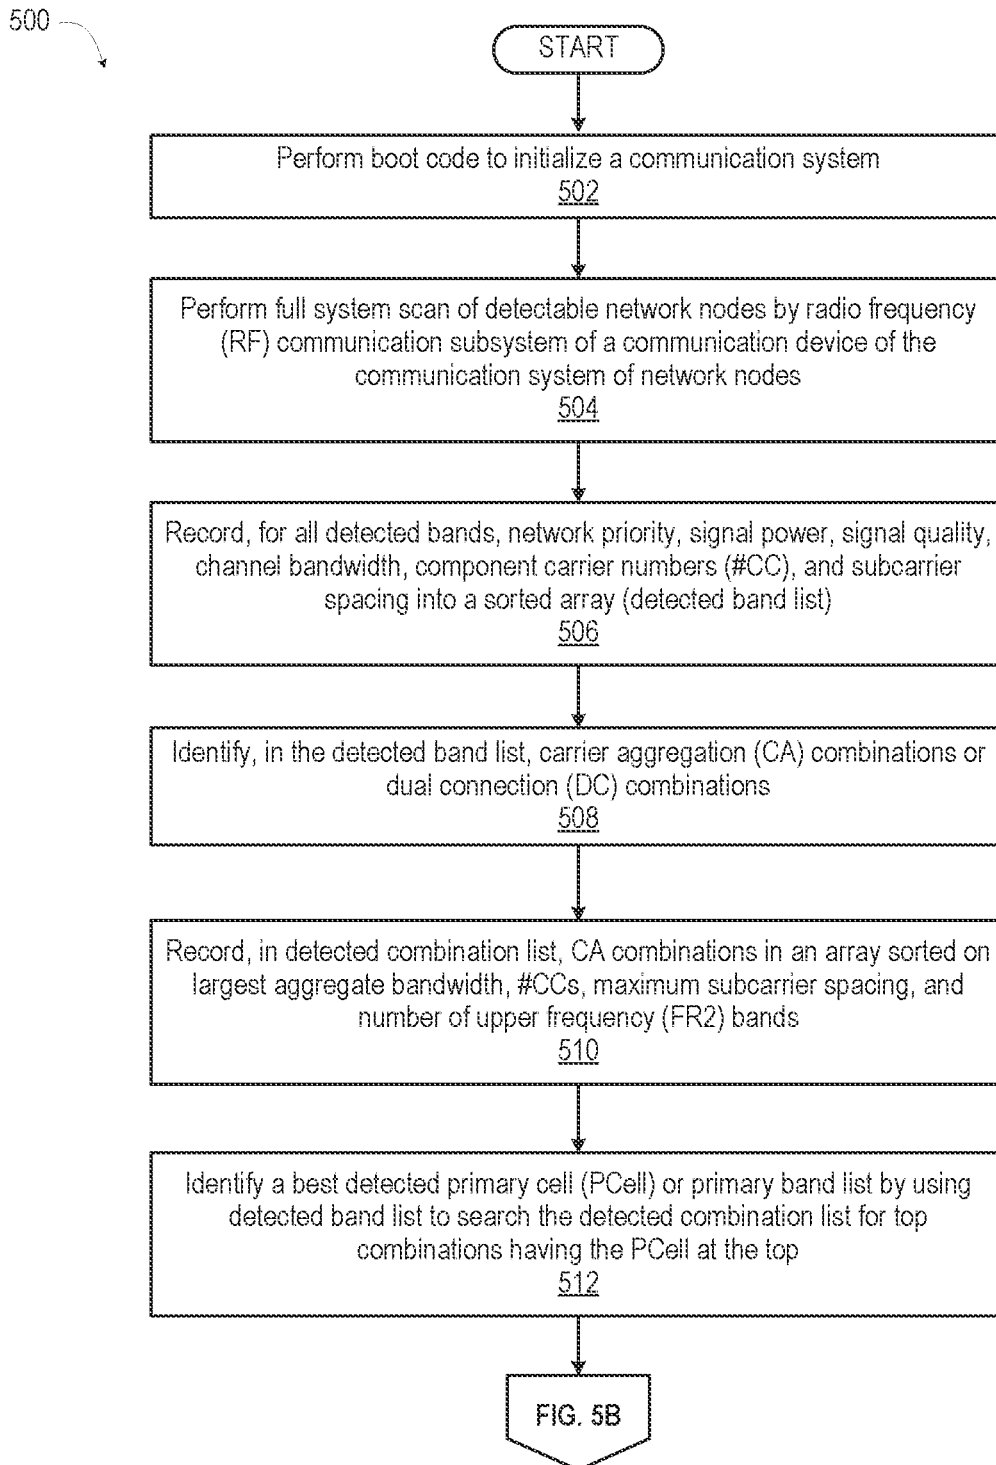 500
START
Perform boot code to initialize a communication system
502
Perform full system scan of detectable network nodes by radio frequency
(RF) communication subsystem of a communication device of the
communication system of network nodes
504
Record, for all detected bands, network priority, signal power, signal quality,
channel bandwidth, component carrier numbers (#CC), and subcarrier
spacing into a sorted array (detected band list)
506
Identify, in the detected band list, carrier aggregation (CA) combinations or
dual connection (DC) combinations
508
Record, in detected combination list, CA combinations in an array sorted on
largest aggregate bandwidth, #CCs, maximum subcarrier spacing, and
number of upper frequency (FR2) bands
510
Identify a best detected primary cell (PCell) or primary band list by using
detected band list to search the detected combination list for top
combinations having the PCell at the top
512
FIG. 5B